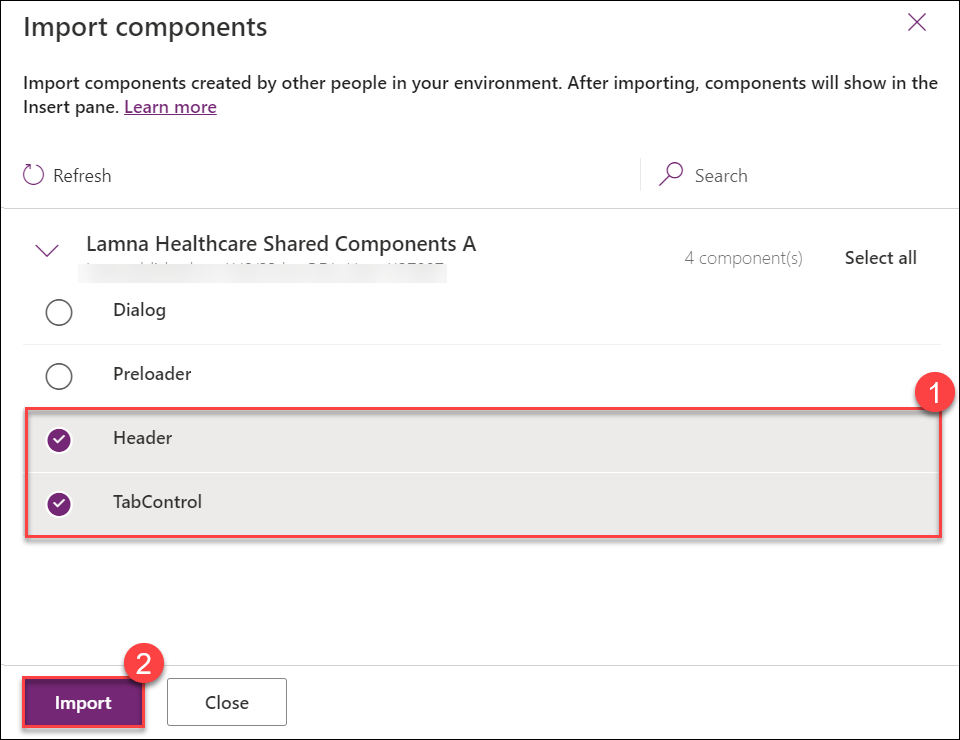 Import components
Import components created by other people in your environment. After importing, components will show in the
Insert pane. Learn more
Refresh
Search
Lamna Healthcare Shared Components A
4 component(s)
Select all
Dialog
Preloader
1
Header
TabControl
2
Import
Close